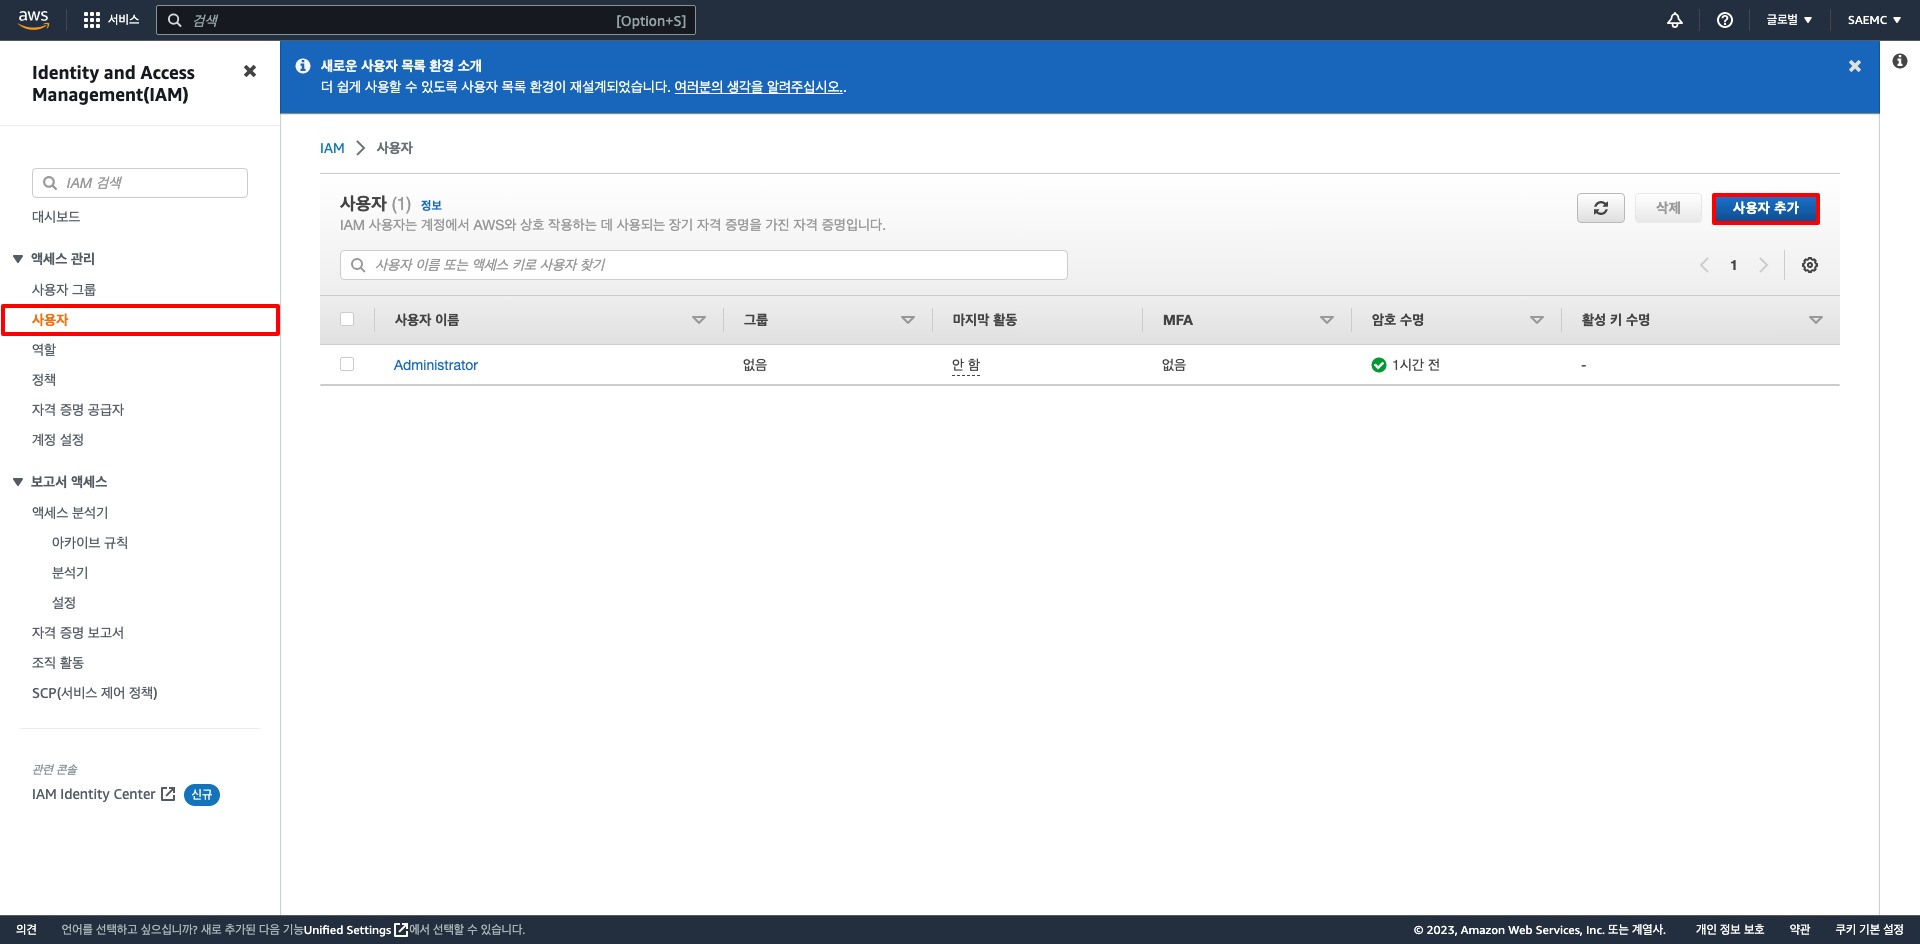 aws
서비스
검색
[Option+S]
글로벌 ▼
SAEMC ▼
Identity and Access
Management(IAM)
IAM 검색
대시보드
액세스 관리
사용자 그룹
사용자
역할
정책
자격 증명 공급자
계정 설정
보고서 액세스
액세스 분석기
아카이브 규칙
분석기
설정
자격 증명 보고서
조직 활동
SCP(서비스 제어 정책)
관련 콘솔
IAM Identity Center 신규
새로운 사용자 목록 환경 소개
더 쉽게 사용할 수 있도록 사용자 목록 환경이 재설계되었습니다. 여러분의 생각을 알려주십시오..
IAM > 사용자
사용자 (1) 정보
IAM 사용자는 계정에서 AWS와 상호 작용하는 데 사용되는 장기 자격 증명을 가진 자격 증명입니다.
삭제
사용자 추가
사용자 이름 또는 액세스 키로 사용자 찾기
< 1 >
사용자 이름 그룹 마지막 활동 MFA 암호 수명 활성 키 수명
Administrator 없음 안 함 없음 1시간 전 -
의견 언어를 선택하고 싶으십니까? 새로 추가된 다음 기능Unified Settings에서 선택할 수 있습니다.
© 2023, Amazon Web Services, Inc. 또는 계열사. 개인 정보 보호 약관 쿠키 기본 설정